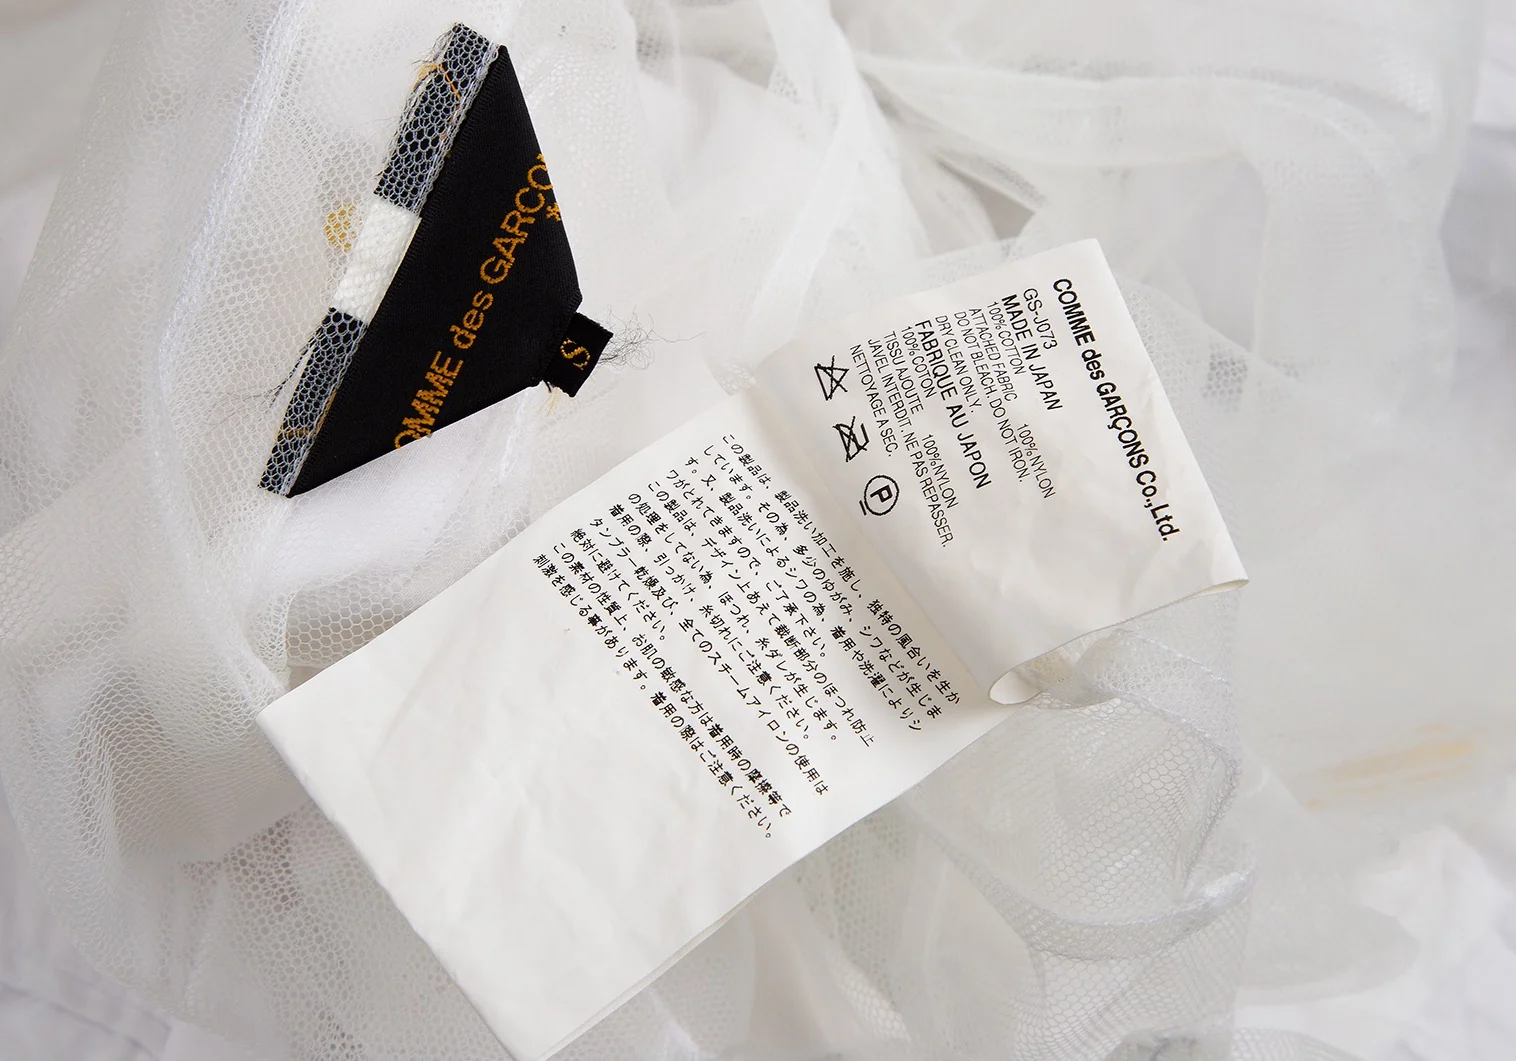 COMME des GARÇO
*
S
COMME des GARÇONS Co.,Ltd.
GS-J073
MADE IN JAPAN
100% COTTON
ATTACHED FABRIC 100% NYLON
DO NOT BLEACH. DO NOT IRON.
DRY CLEAN ONLY.
FABRIQUE AU JAPON
100% COTON
TISSU AJOUTE 100% NYLON
JAVEL INTERDIT. NE PAS REPASSER.
NETTOYAGE A SEC.
P
この製品は、製品洗い加工を施し、独特の風合いを生か
しています。その為、多少のゆがみ、シワなどが生じま
す。又、製品洗いによるシワの為、着用や洗濯によりシ
ワがとれてきますので、ご了承下さい。
この製品は、デザイン上あえて裁断部分のほつれ防止
の処理をしてない為、ほつれ、糸ダレが生じます。
着用の際、引っかけ、糸切れにご注意ください。
タンブラー乾燥及び、全てのスチームアイロンの使用は
絶対に避けてください。
この素材の性質上、お肌の敏感な方は着用時の摩擦等で
刺激を感じる事があります。着用の際はご注意ください。